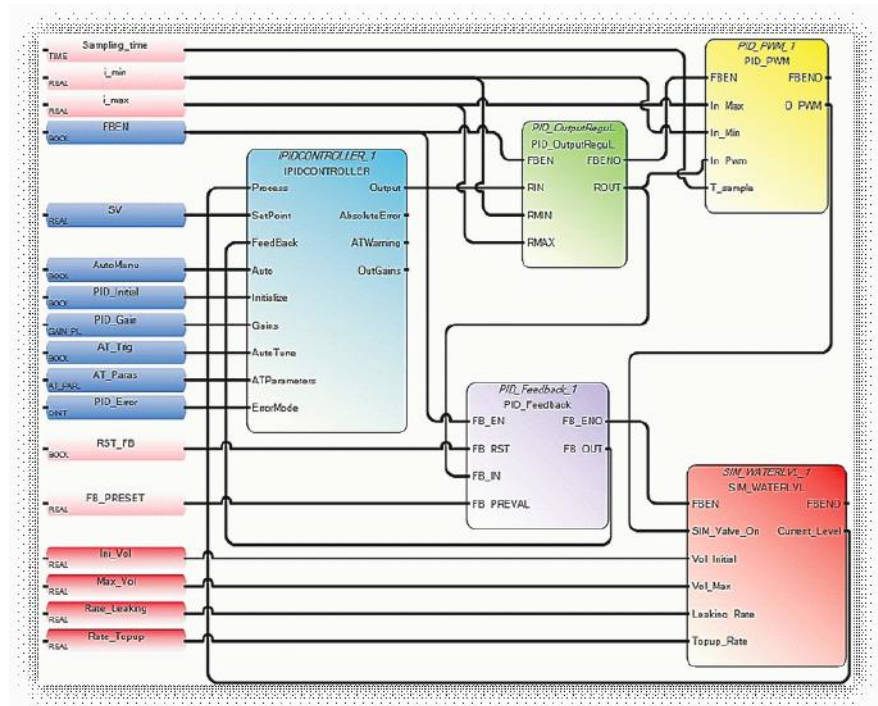 Sampling_time
TIME
i_min
REAL
i_max
REAL
FBEN
BOOL
SV
REAL
AutoManu
BOOL
PID_Initial
BOOL
PID_Gain
GAIN_PI..
AT_Trig
BOOL
AT_Paras
AT_PAR..
PID_Error
DINT
RST_FB
BOOL
FB_PRESET
REAL
Ini_Vol
REAL
Max_Vol
REAL
Rate_Leaking
REAL
Rate_Topup
REAL
IPIDCONTROLLER_1
IPIDCONTROLLER
Process Output
SetPoint AbsoluteError
FeedBack ATWarning
Auto OutGains
Initialize
Gains
AutoTune
ATParameters
ErrorMode
PID_OutputRegul..
PID_OutputRegul..
FBEN FBENO
RIN ROUT
RMIN
RMAX
PID_PWM_1
PID_PWM
FBEN FBENO
In_Max O_PWM
In_Min
In_Pwm
T_sample
PID_Feedback_1
PID_Feedback
FB_EN FB_ENO
FB_RST FB_OUT
FB_IN
FB_PREVAL
SIM_WATERLVL_1
SIM_WATERLVL
FBEN FBENO
SIM_Valve_On Current_Level
Vol_Initial
Vol_Max
Leaking_Rate
Topup_Rate